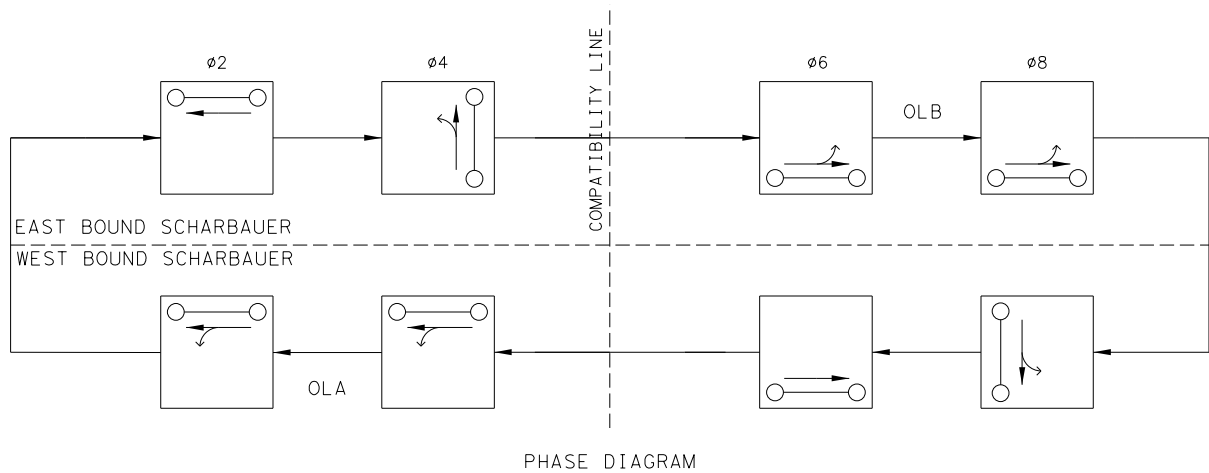 ø2
ø4
COMPATIBILITY LINE
ø6
ø8
OLB
EAST BOUND SCHARBAUER
WEST BOUND SCHARBAUER
OLA
PHASE DIAGRAM